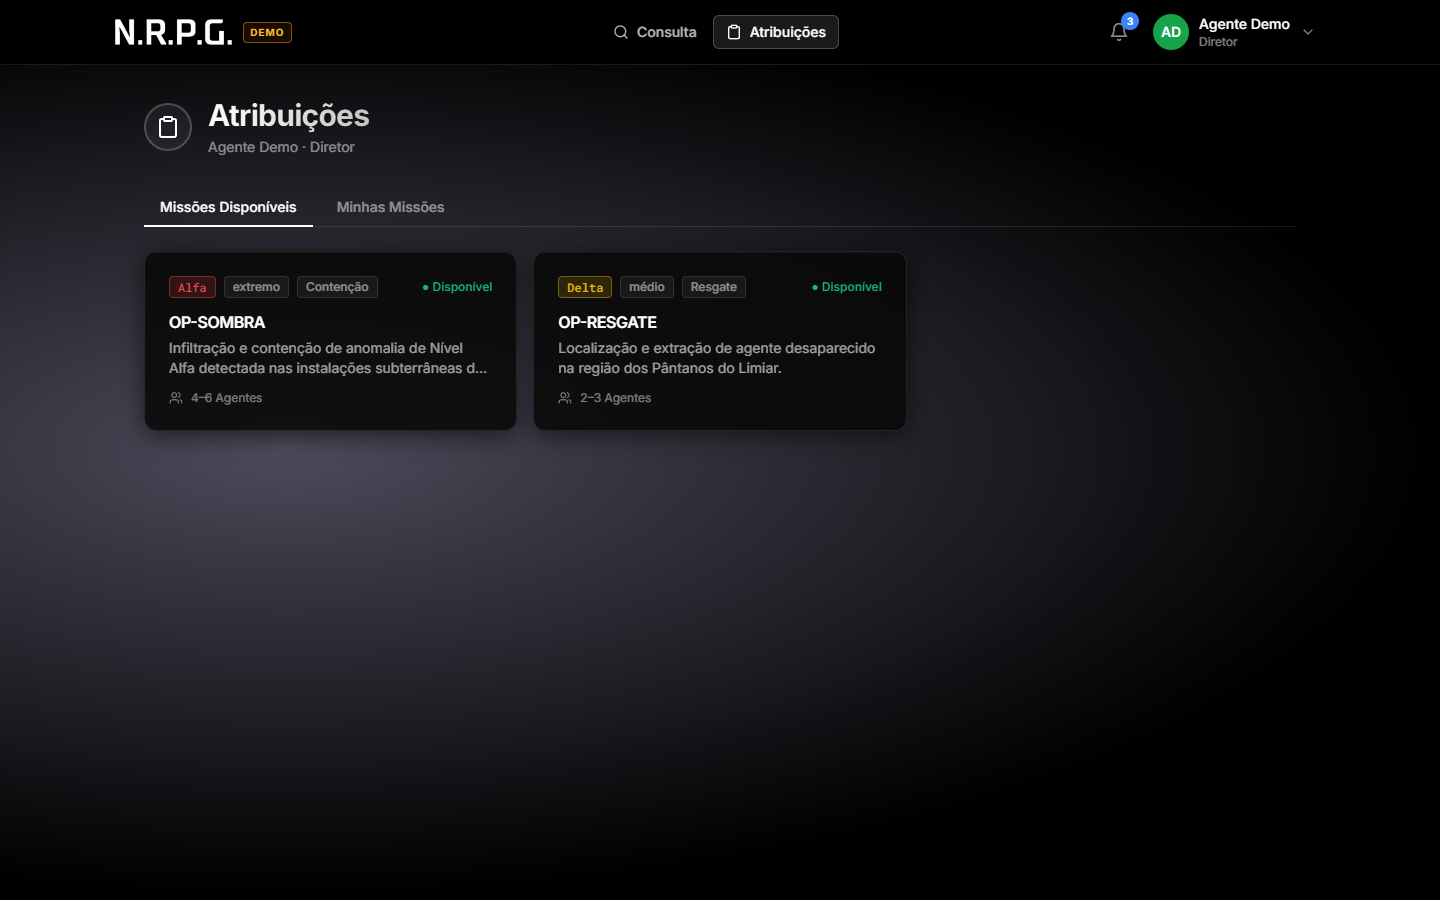 N.R.P.G. DEMO
Consulta
Atribuições
3
AD
Agente Demo
Diretor
Atribuições
Agente Demo · Diretor
Missões Disponíveis
Minhas Missões
Alfa extremo Contenção ● Disponível
OP-SOMBRA
Infiltração e contenção de anomalia de Nível
Alfa detectada nas instalações subterrâneas d...
4–6 Agentes
Delta médio Resgate ● Disponível
OP-RESGATE
Localização e extração de agente desaparecido
na região dos Pântanos do Limiar.
2–3 Agentes